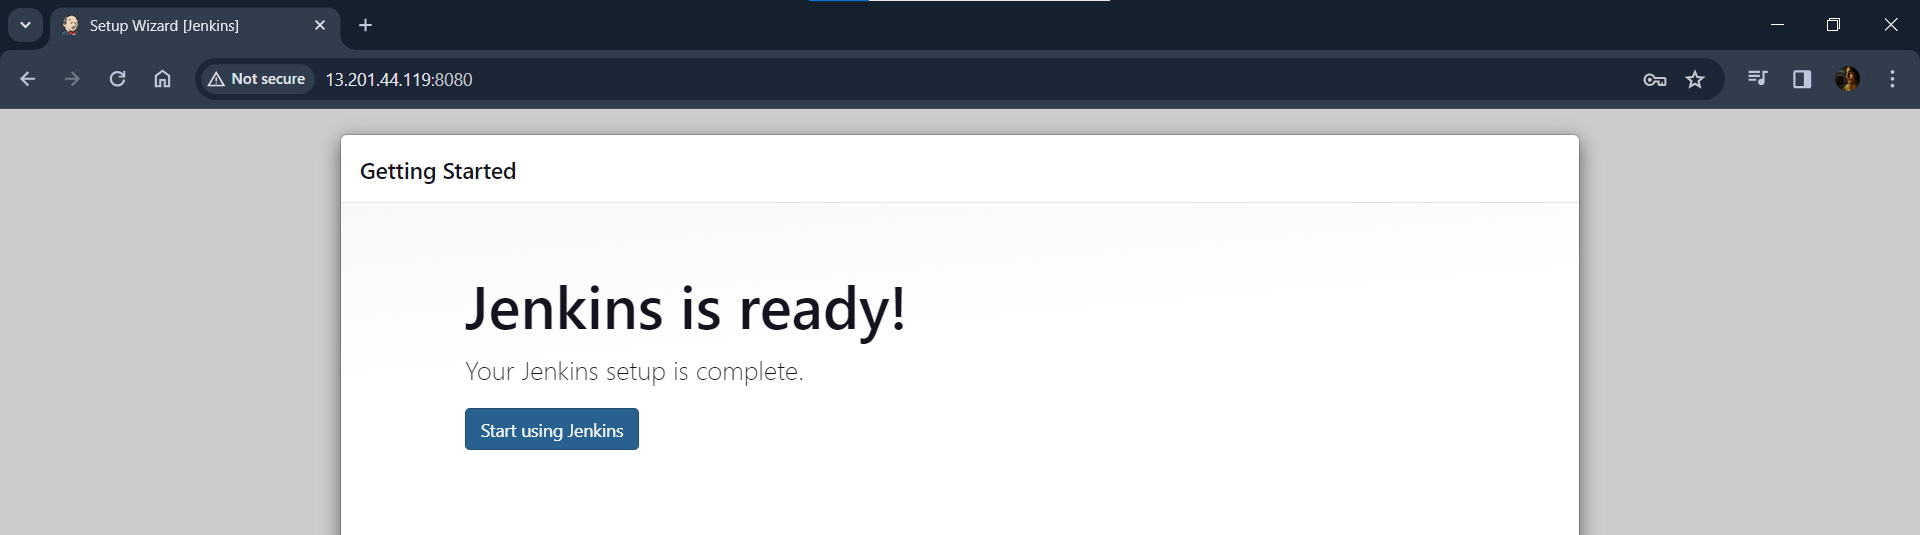 Setup Wizard [Jenkins]
Not secure
13.201.44.119:8080
Getting Started
Jenkins is ready!
Your Jenkins setup is complete.
Start using Jenkins